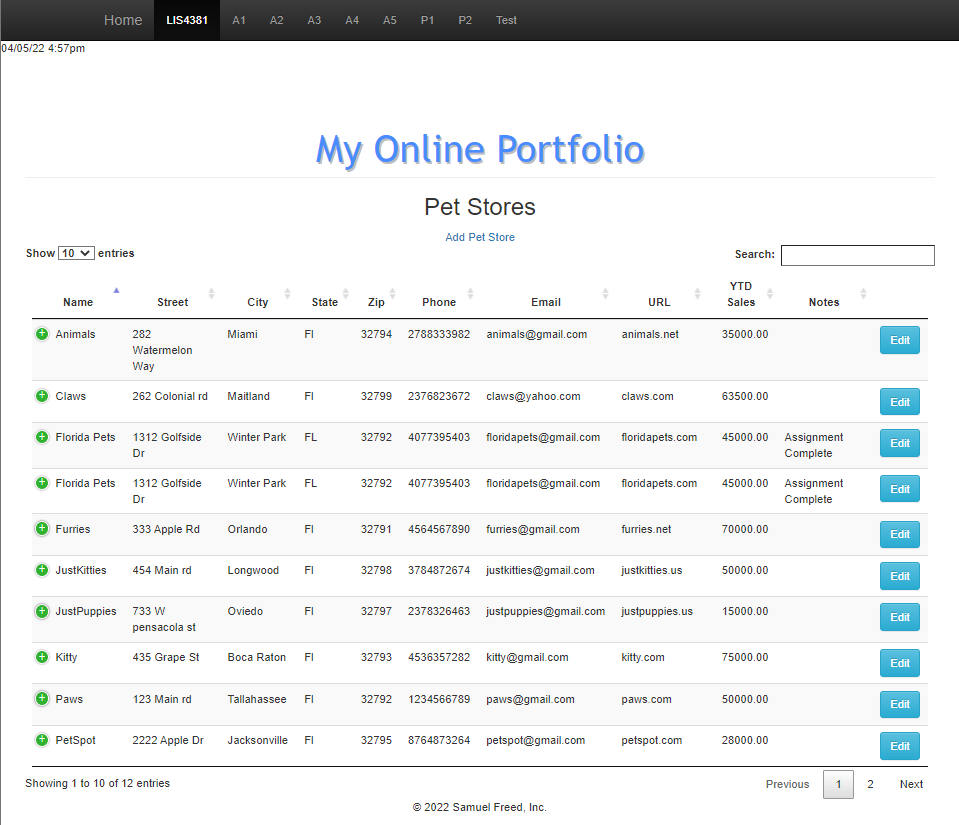 Home LIS4381 A1 A2 A3 A4 A5 P1 P2 Test
04/05/22 4:57pm
My Online Portfolio
Pet Stores
Add Pet Store
Show 10 entries Search:
Name Street City State Zip Phone Email URL YTD Sales Notes
Animals 282 Watermelon Way Miami Fl 32794 2788333982 animals@gmail.com animals.net 35000.00 Edit
Claws 262 Colonial rd Maitland Fl 32799 2376823672 claws@yahoo.com claws.com 63500.00 Edit
Florida Pets 1312 Golfside Dr Winter Park FL 32792 4077395403 floridapets@gmail.com floridapets.com 45000.00 Assignment Complete Edit
Florida Pets 1312 Golfside Dr Winter Park FL 32792 4077395403 floridapets@gmail.com floridapets.com 45000.00 Assignment Complete Edit
Furries 333 Apple Rd Orlando Fl 32791 4564567890 furries@gmail.com furries.net 70000.00 Edit
JustKitties 454 Main rd Longwood Fl 32798 3784872674 justkitties@gmail.com justkitties.us 50000.00 Edit
JustPuppies 733 W pensacola st Oviedo Fl 32797 2378326463 justpuppies@gmail.com justpuppies.us 15000.00 Edit
Kitty 435 Grape St Boca Raton Fl 32793 4536357282 kitty@gmail.com kitty.com 75000.00 Edit
Paws 123 Main rd Tallahassee Fl 32792 1234566789 paws@gmail.com paws.com 50000.00 Edit
PetSpot 2222 Apple Dr Jacksonville Fl 32795 8764873264 petspot@gmail.com petspot.com 28000.00 Edit
Showing 1 to 10 of 12 entries Previous 1 2 Next
© 2022 Samuel Freed, Inc.